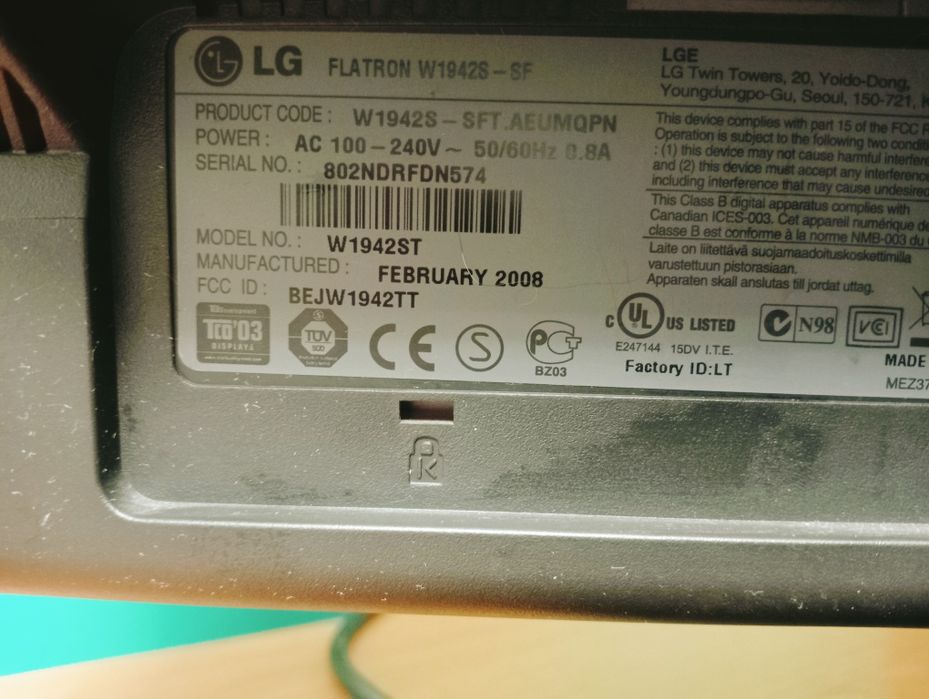 LG FLATRON W1942S-SF
PRODUCT CODE : W1942S-SFT.AEUMQPN
POWER : AC 100-240V~ 50/60Hz 0.8A
SERIAL NO. : 802NDRFDN574
MODEL NO. : W1942ST
MANUFACTURED : FEBRUARY 2008
FCC ID : BEJW1942TT
LGE
LG Twin Towers, 20, Yoido-Dong,
Youngdungpo-Gu, Seoul, 150-721,
This device complies with part 15 of the FCC
Operation is subject to the following two
: (1) this device may not cause harmful
and (2) this device must accept any
including interference that may cause
This Class B digital apparatus complies with
Canadian ICES-003. Cet appareil numérique
classe B est conforme à la norme NMB-003 du
Laite on liitettävä suojamaadoituskoskettimilla
varustettuun pistorasiaan.
Apparaten skall anslutas till jordat uttag.
TCO'03
DISPLAYS
TÜV
CE
S
PCT
BZ03
C UL US LISTED
E247144 15DV I.T.E.
Factory ID:LT
N98
VCI
MADE
K